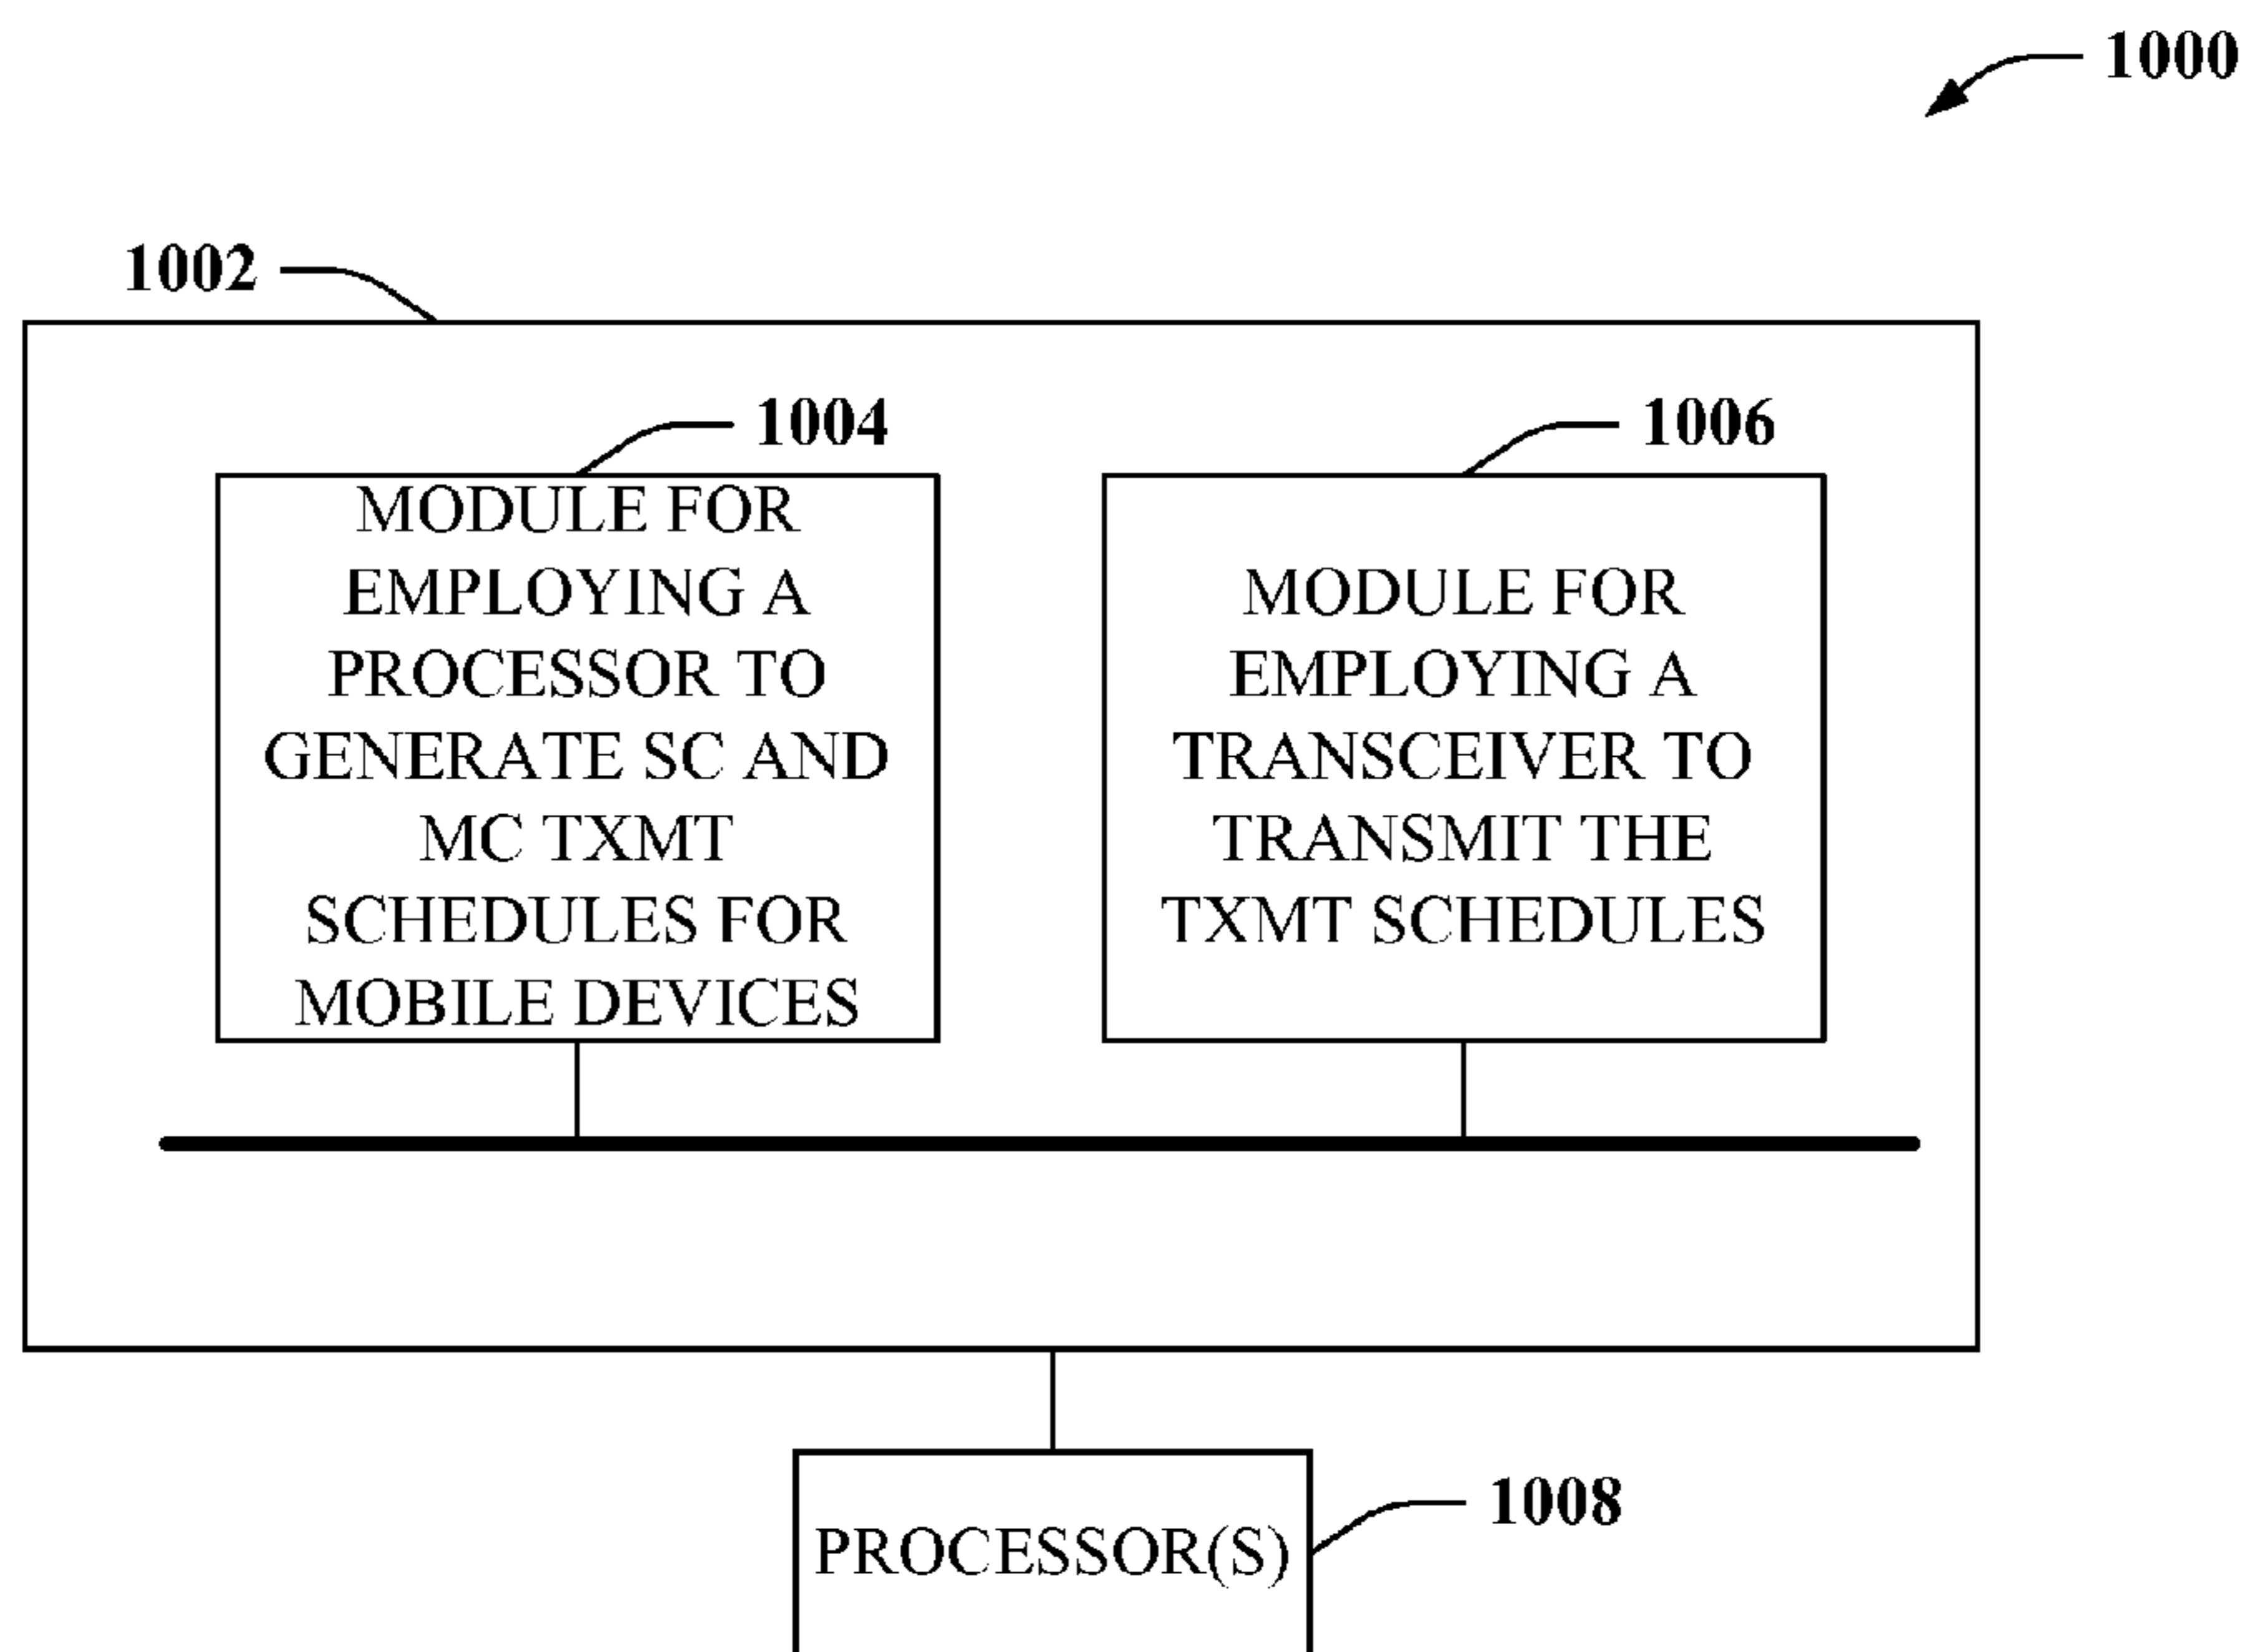 1000
1002
1004
1006
MODULE FOR
EMPLOYING A
PROCESSOR TO
GENERATE SC AND
MC TXMT
SCHEDULES FOR
MOBILE DEVICES
MODULE FOR
EMPLOYING A
TRANSCEIVER TO
TRANSMIT THE
TXMT SCHEDULES
PROCESSOR(S)
1008